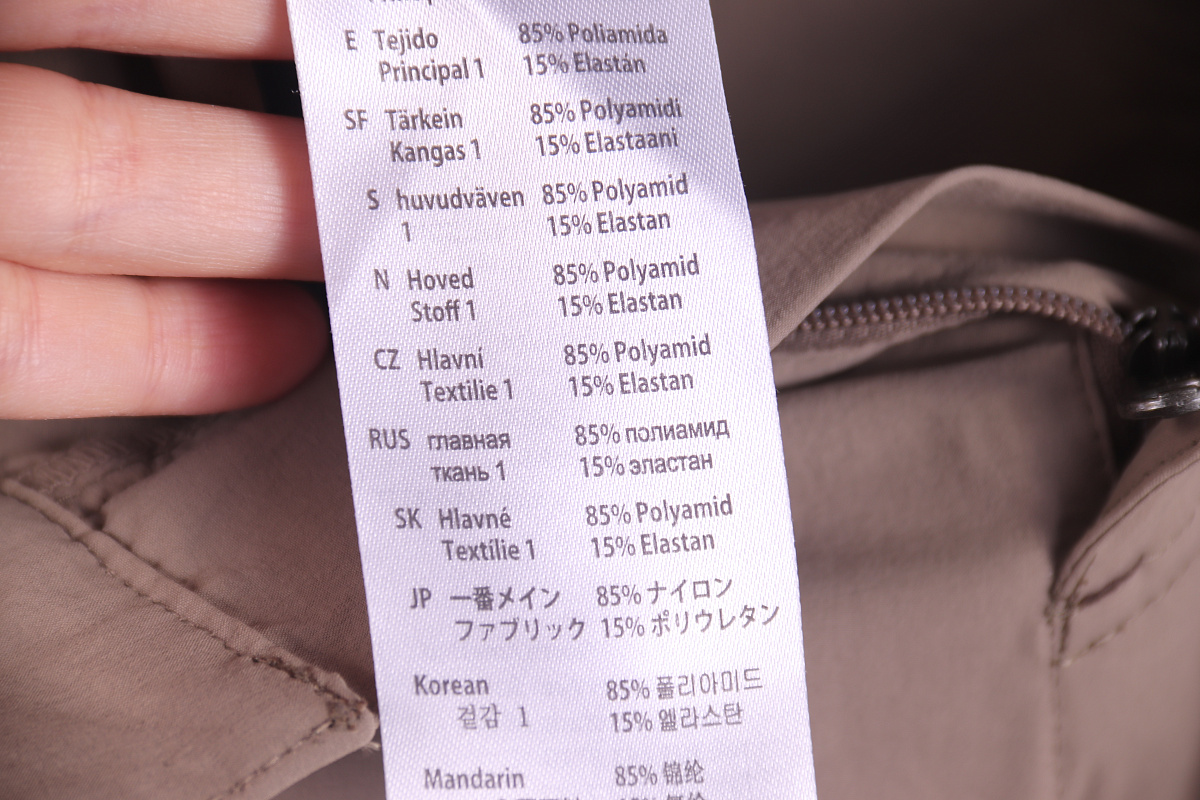 E Tejido 85% Poliamida
Principal 1 15% Elastán
SF Tärkein 85% Polyamidi
Kangas 1 15% Elastaani
S huvudväven 85% Polyamid
1 15% Elastan
N Hoved 85% Polyamid
Stoff 1 15% Elastan
CZ Hlavní 85% Polyamid
Textilie 1 15% Elastan
RUS главная 85% полиамид
ткань 1 15% эластан
SK Hlavné 85% Polyamid
Textílie 1 15% Elastan
JP 一番メイン 85% ナイロン
ファブリック 15% ポリウレタン
Korean 85% 폴리아미드
겉감 1 15% 엘라스탄
Mandarin 85% 锦纶